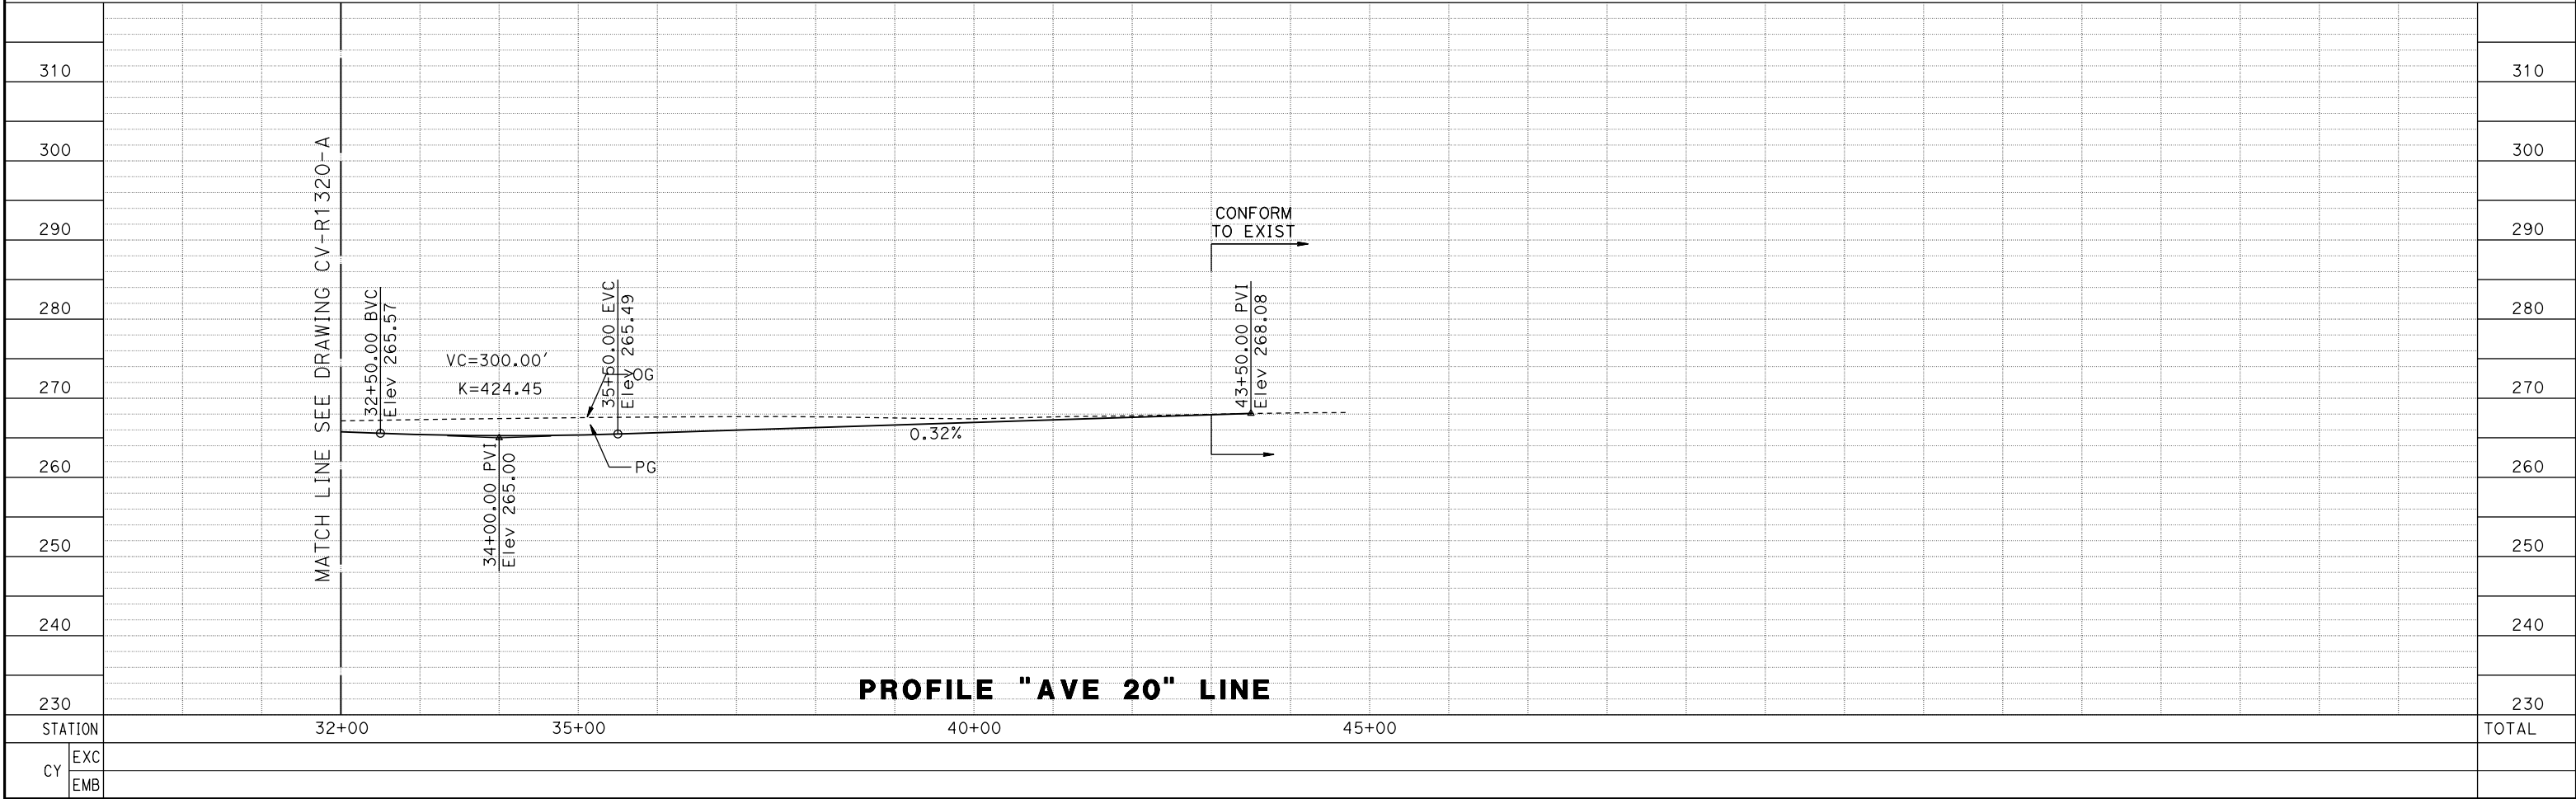 310
300
290
280
270
260
250
240
230
MATCH LINE SEE DRAWING CV-R1320-A
32+50.00 BVC
Elev 265.57
VC=300.00'
K=424.45
34+00.00 PVI
Elev 265.00
35+50.00 EVC
Elev 265.49
OG
PG
0.32%
CONFORM
TO EXIST
43+50.00 PVI
Elev 268.08
310
300
290
280
270
260
250
240
230
PROFILE "AVE 20" LINE
STATION 32+00 35+00 40+00 45+00 TOTAL
CY
EXC
EMB